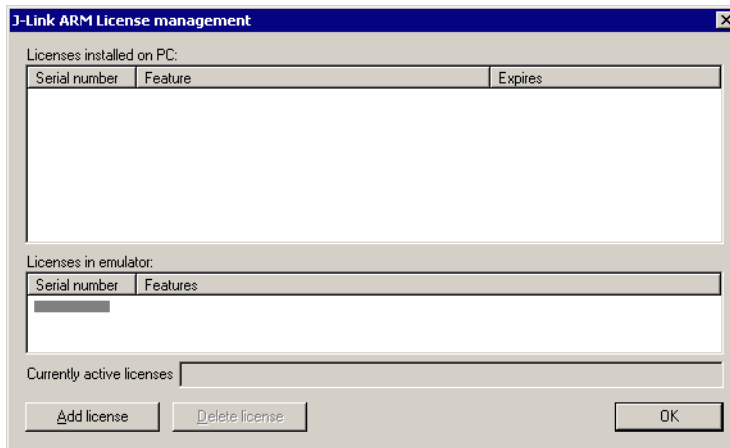 J-Link ARM License management
Licenses installed on PC:
Serial number Feature Expires
Licenses in emulator:
Serial number Features
Currently active licenses
Add license Delete license OK